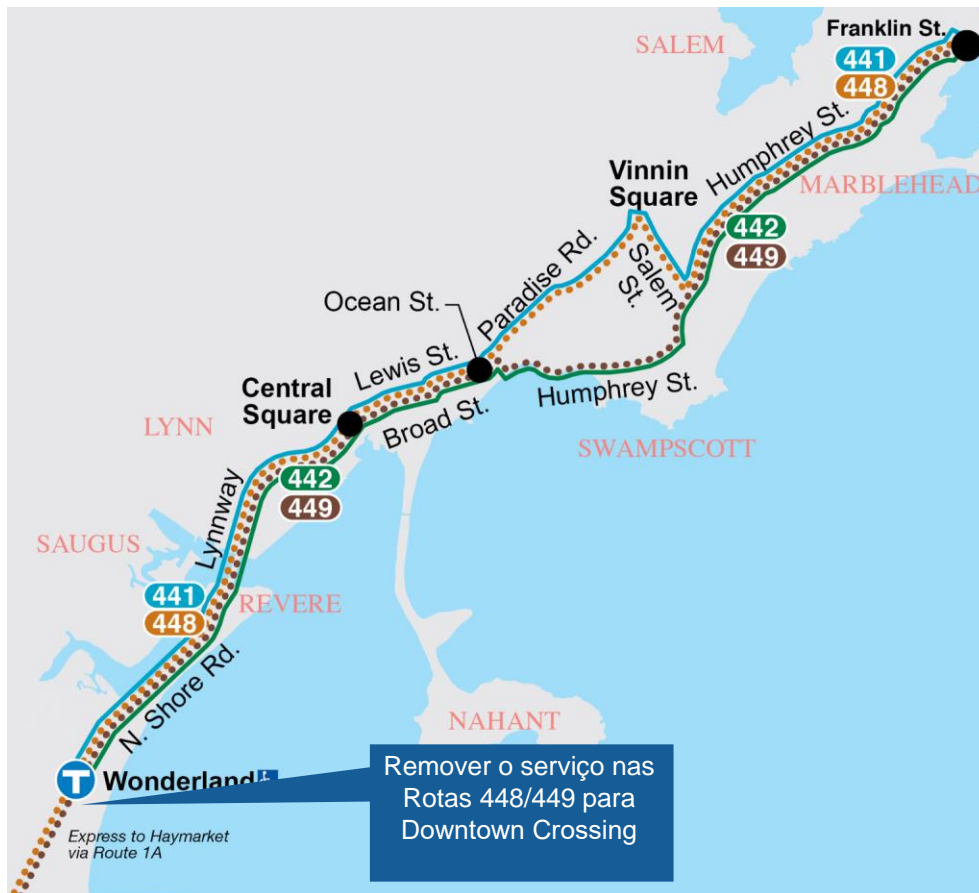 Franklin St.
SALEM
441
448
Humphrey St.
Vinnin
Square
MARBLEHEAD
442
449
Paradise Rd.
Salem
St.
Ocean St.
Lewis St.
Central
Square
Broad St.
Humphrey St.
LYNN
SWAMPSCOTT
442
449
Lynnway
SAUGUS
441
448
REVERE
N. Shore Rd.
NAHANT
T Wonderland
Remover o serviço nas
Rotas 448/449 para
Downtown Crossing
Express to Haymarket
via Route 1A